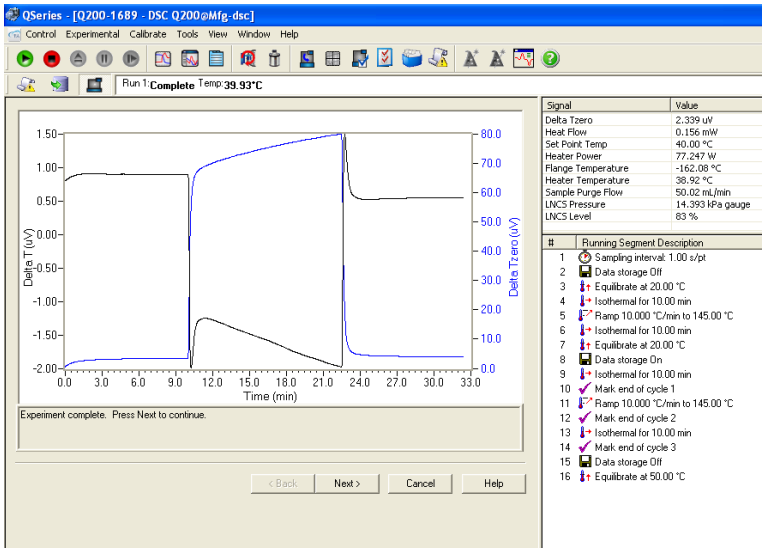 QSeries - [Q200-1689 - DSC Q200@Mfg-dsc]
Control Experimental Calibrate Tools View Window Help
Run 1:Complete Temp:39.93°C
1.50
1.00
0.50
0.00
-0.50
-1.00
-1.50
-2.00
Delta T (uV)
80.0
70.0
60.0
50.0
40.0
30.0
20.0
10.0
0.0
Delta Tzero (uV)
0.0 3.0 6.0 9.0 12.0 15.0 18.0 21.0 24.0 27.0 30.0 33.0
Time (min)
Experiment complete. Press Next to continue.
< Back Next > Cancel Help
Signal Value
Delta Tzero 2.339 uV
Heat Flow 0.156 mW
Set Point Temp 40.00 °C
Heater Power 77.247 W
Flange Temperature -162.08 °C
Heater Temperature 38.92 °C
Sample Purge Flow 50.02 mL/min
LNCS Pressure 14.393 kPa gauge
LNCS Level 83 %
# Running Segment Description
1 Sampling interval: 1.00 s/pt
2 Data storage Off
3 Equilibrate at 20.00 °C
4 Isothermal for 10.00 min
5 Ramp 10.000 °C/min to 145.00 °C
6 Isothermal for 10.00 min
7 Equilibrate at 20.00 °C
8 Data storage On
9 Isothermal for 10.00 min
10 Mark end of cycle 1
11 Ramp 10.000 °C/min to 145.00 °C
12 Mark end of cycle 2
13 Isothermal for 10.00 min
14 Mark end of cycle 3
15 Data storage Off
16 Equilibrate at 50.00 °C